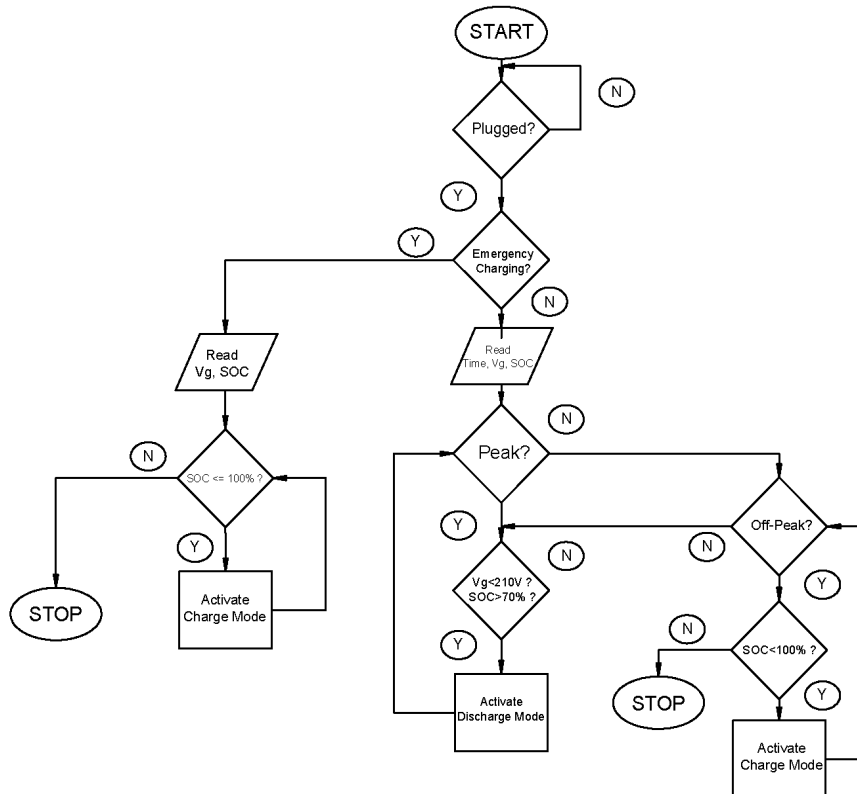 START
N
Plugged?
Y
Y
Emergency
Charging?
N
Read
Vg, SOC
Read
Time, Vg, SOC
N
Peak?
N
SOC <= 100% ?
Y
Off-Peak?
Y
N
N
Vg<210V ?
SOC>70% ?
Y
STOP
Activate
Charge Mode
Y
N
SOC<100% ?
STOP
Y
Activate
Discharge Mode
Activate
Charge Mode